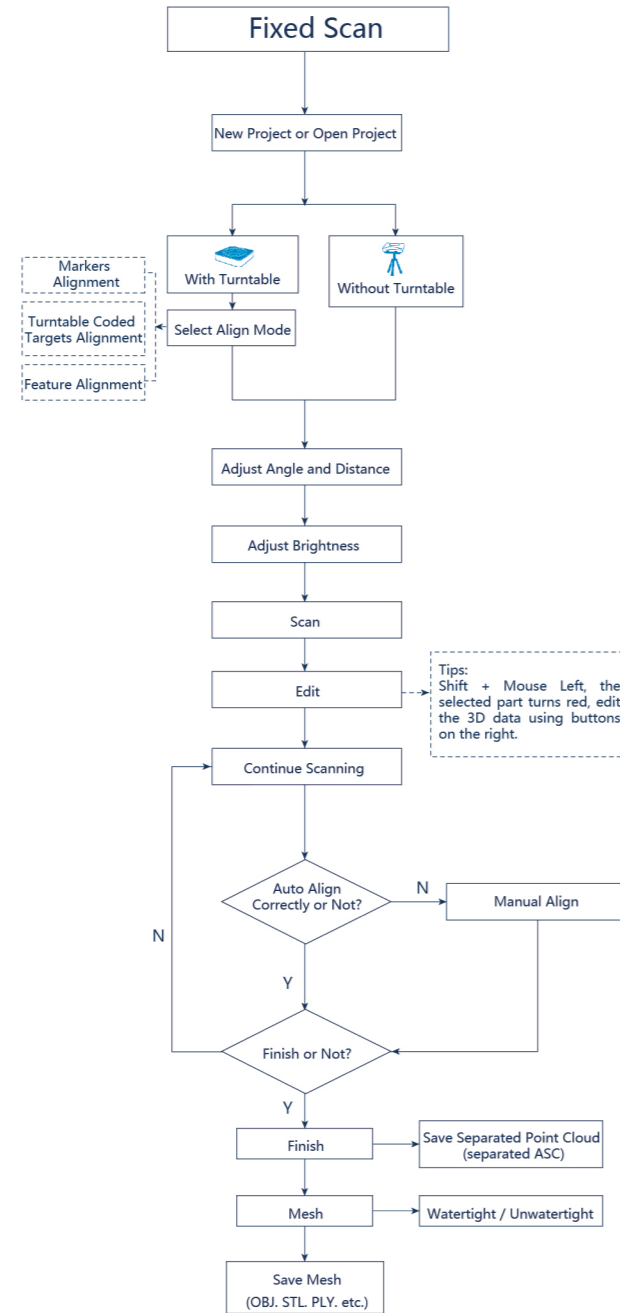 Fixed Scan
New Project or Open Project
With Turntable
Without Turntable
Markers
Alignment
Turntable Coded
Targets Alignment
Feature Alignment
Select Align Mode
Adjust Angle and Distance
Adjust Brightness
Scan
Edit
Tips:
Shift + Mouse Left, the
selected part turns red, edit
the 3D data using buttons
on the right.
Continue Scanning
Auto Align
Correctly or Not?
N
Manual Align
N
Y
Finish or Not?
Y
Finish
Save Separated Point Cloud
(separated ASC)
Mesh
Watertight / Unwatertight
Save Mesh
(OBJ. STL. PLY. etc.)